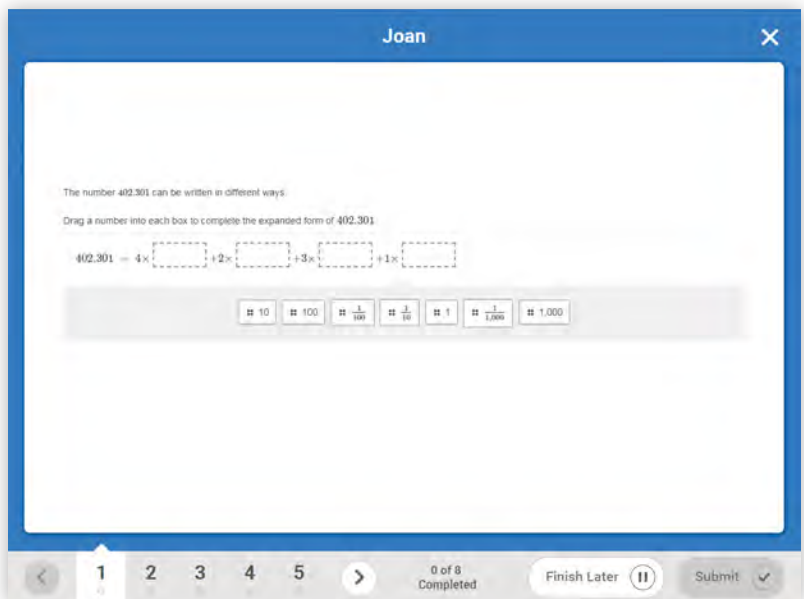 Joan
The number 402.301 can be written in different ways.
Drag a number into each box to complete the expanded form of 402.301
402.301 = 4× +2× +3× +1×
10 100 1/100 1/10 1 1/1,000 1,000
1 2 3 4 5 0 of 8 Completed Finish Later Submit